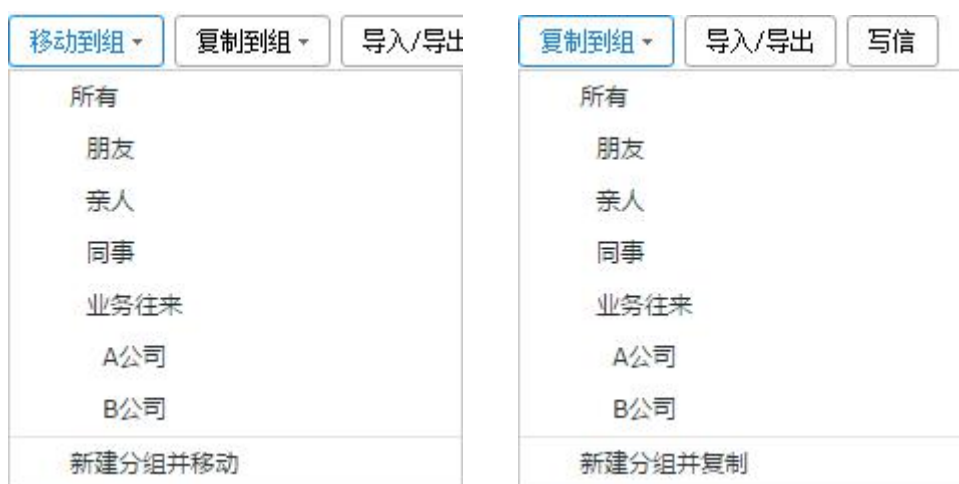 移动到组 复制到组 导入/导出
所有
朋友
亲人
同事
业务往来
A公司
B公司
新建分组并移动
复制到组 导入/导出 写信
所有
朋友
亲人
同事
业务往来
A公司
B公司
新建分组并复制